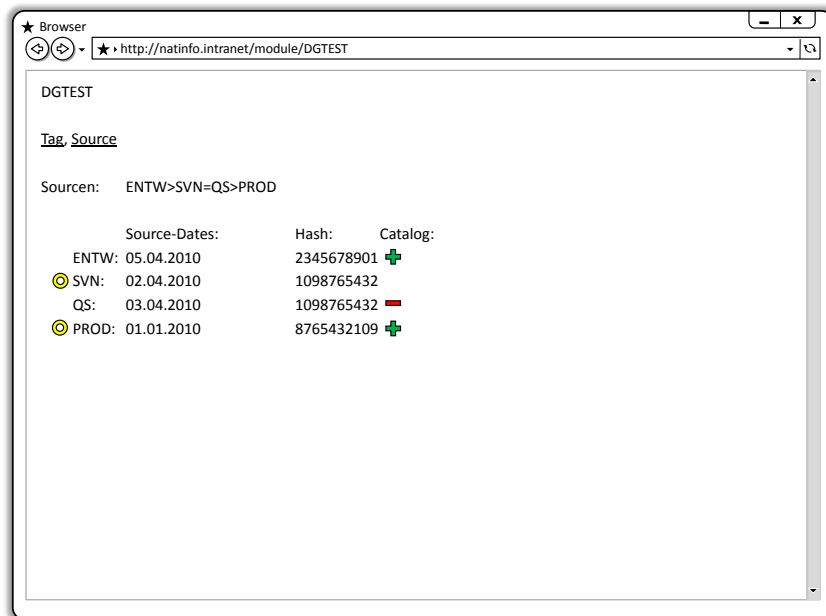 Browser
http://natinfo.intranet/module/DGTEST
DGTEST
Tag, Source
Sourcen: ENTW>SVN=QS>PROD
Source-Dates: Hash: Catalog:
ENTW: 05.04.2010 2345678901
SVN: 02.04.2010 1098765432
QS: 03.04.2010 1098765432
PROD: 01.01.2010 8765432109